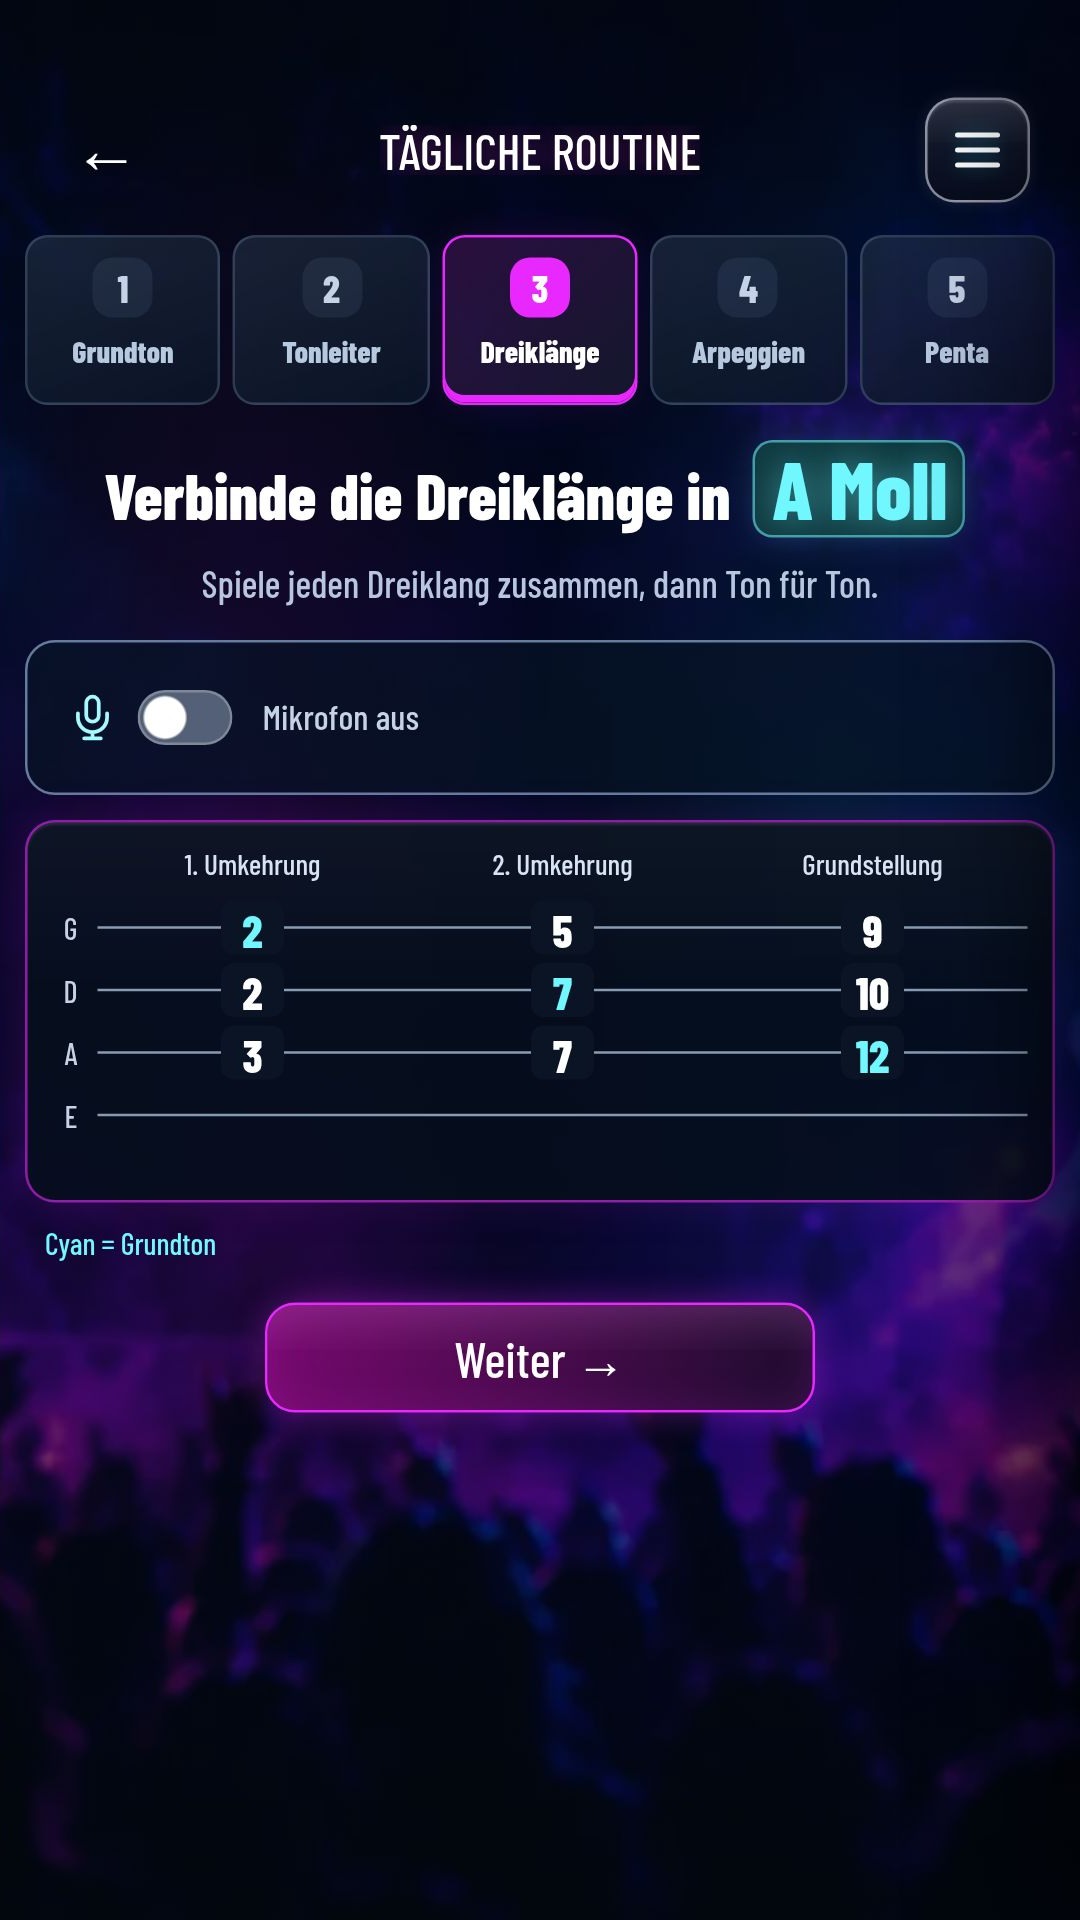 ←
TÄGLICHE ROUTINE
1
Grundton
2
Tonleiter
3
Dreiklänge
4
Arpeggien
5
Penta
Verbinde die Dreiklänge in A Moll
Spiele jeden Dreiklang zusammen, dann Ton für Ton.
Mikrofon aus
1. Umkehrung 2. Umkehrung Grundstellung
G 2 5 9
D 2 7 10
A 3 7 12
E
Cyan = Grundton
Weiter →